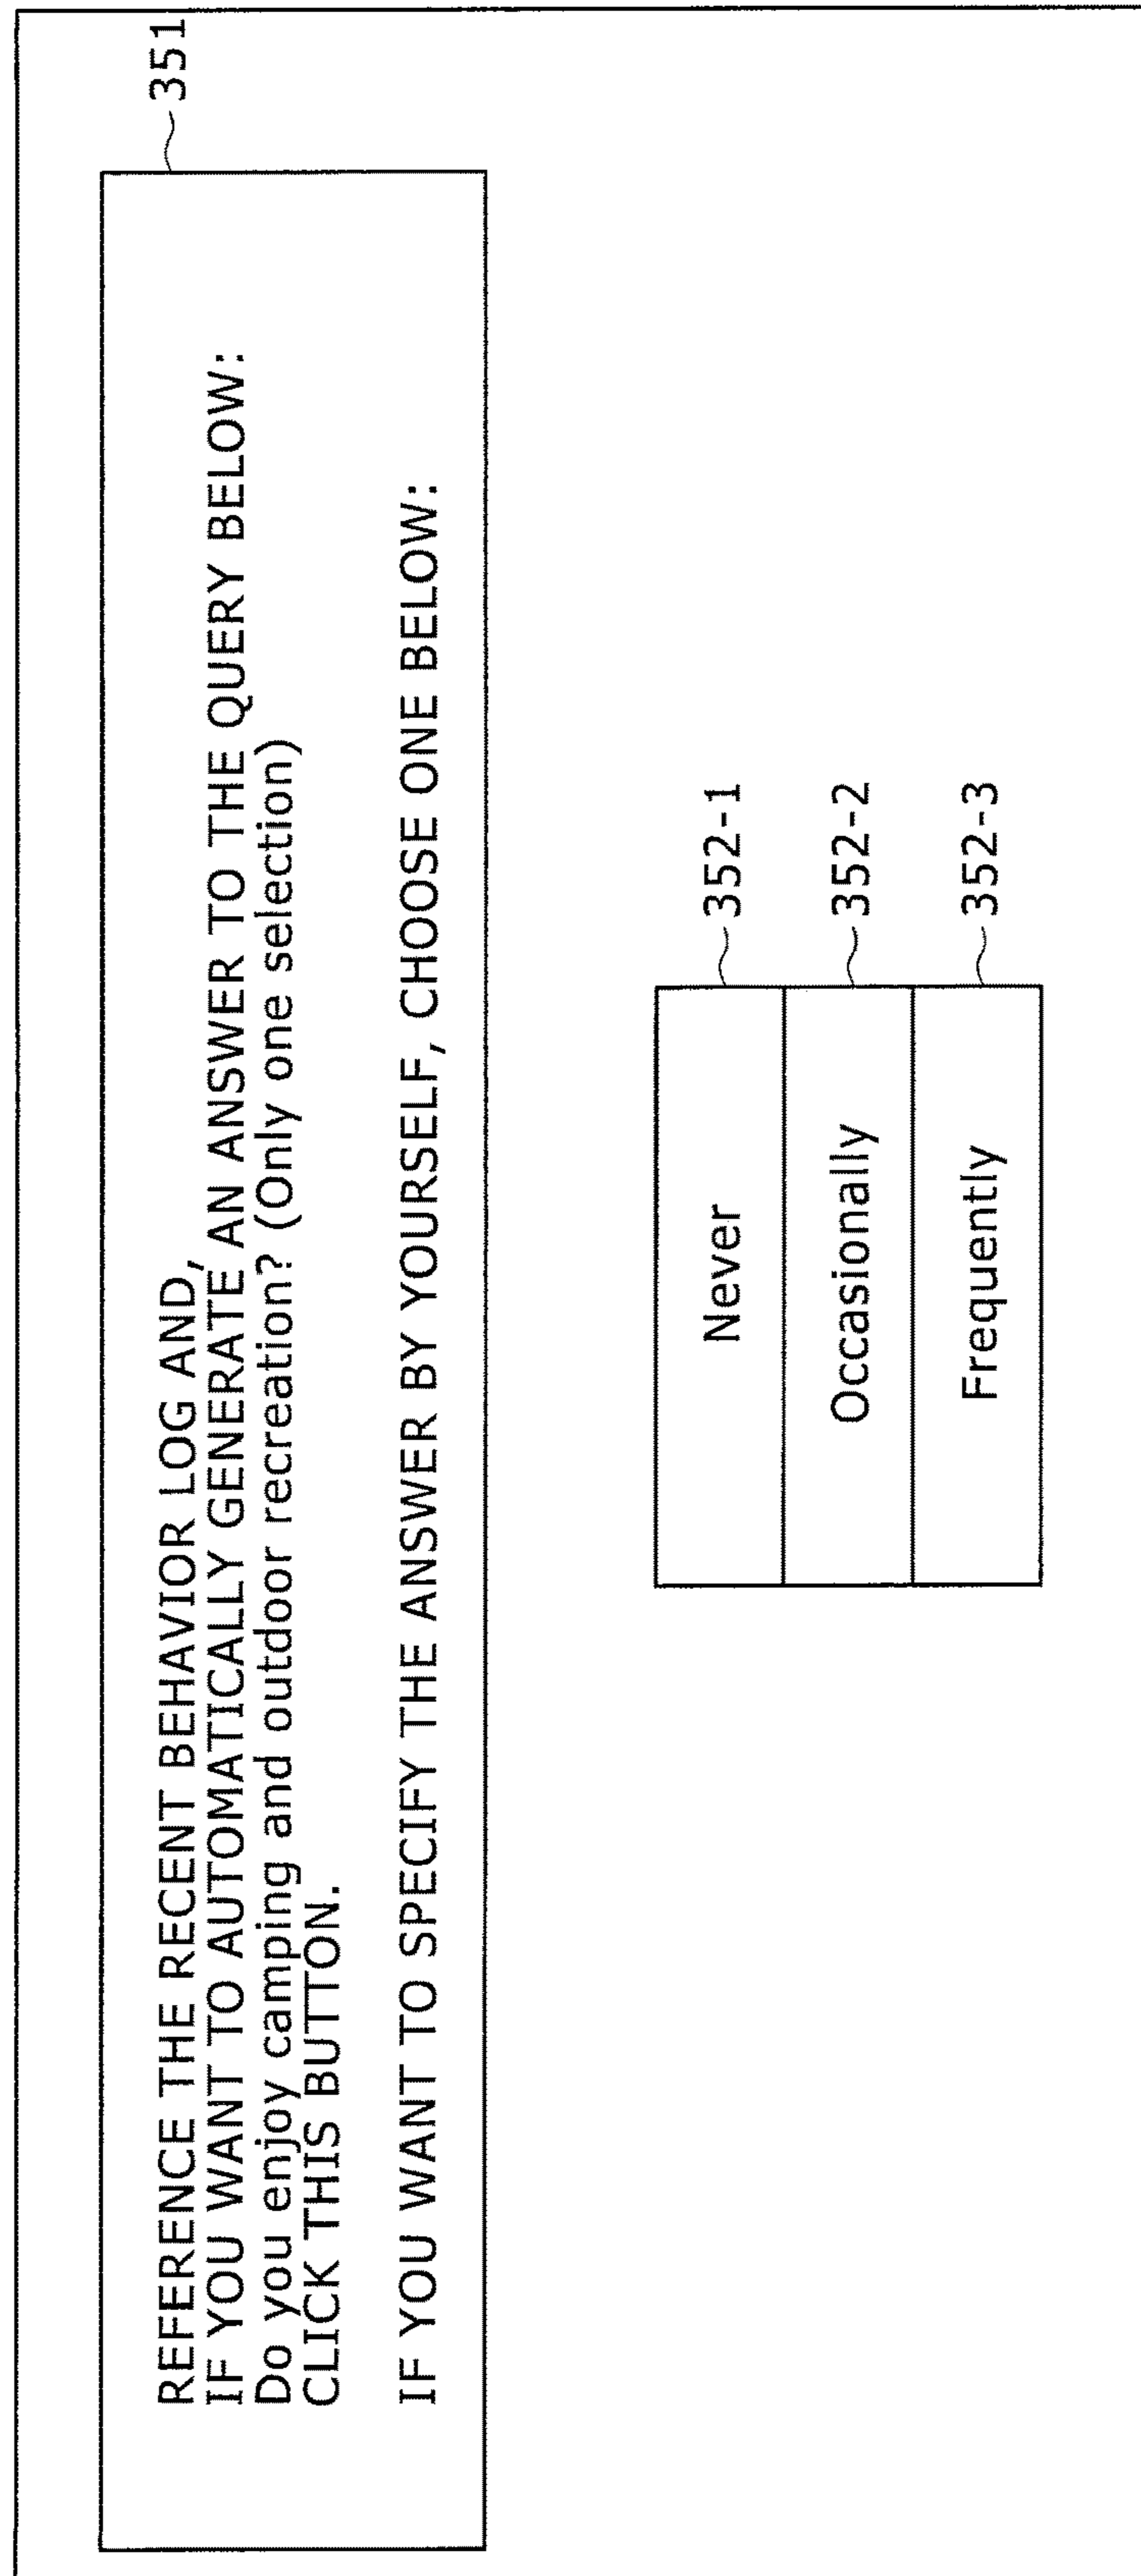 351
REFERENCE THE RECENT BEHAVIOR LOG AND,
IF YOU WANT TO AUTOMATICALLY GENERATE AN ANSWER TO THE QUERY BELOW:
Do you enjoy camping and outdoor recreation? (Only one selection)
CLICK THIS BUTTON.
IF YOU WANT TO SPECIFY THE ANSWER BY YOURSELF, CHOOSE ONE BELOW:
Never 352-1
Occasionally 352-2
Frequently 352-3